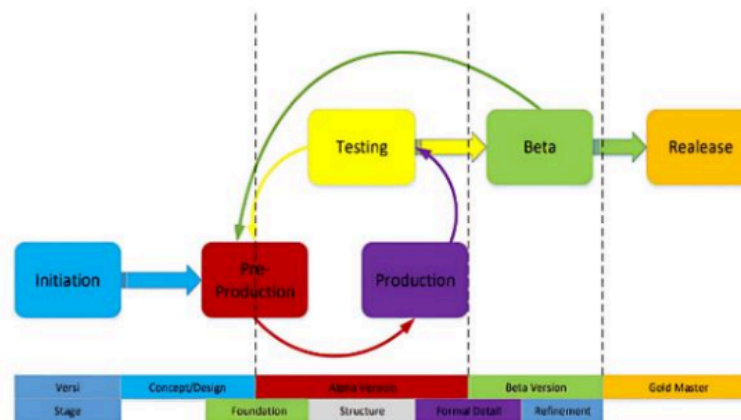 Testing
Beta
Realease
Initiation
Pre-
Production
Production
Versi
Concept/Design
Alpha Version
Beta Version
Gold Master
Stage
Foundation
Structure
Formal Detail
Refinement